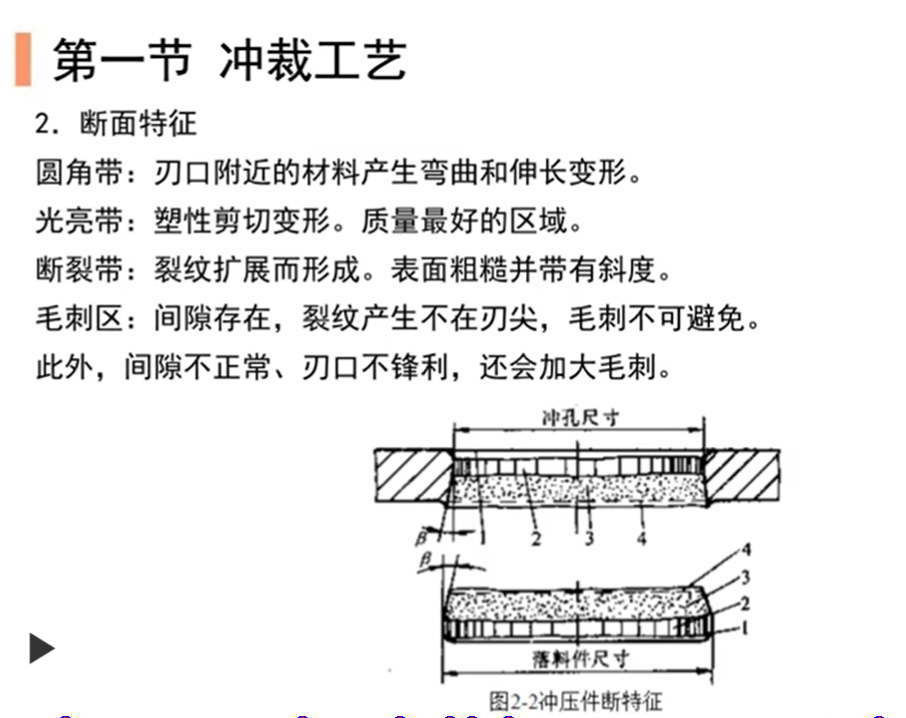 第一节 冲裁工艺
2．断面特征
圆角带：刃口附近的材料产生弯曲和伸长变形。
光亮带：塑性剪切变形。质量最好的区域。
断裂带：裂纹扩展而形成。表面粗糙并带有斜度。
毛刺区：间隙存在，裂纹产生不在刃尖，毛刺不可避免。
此外，间隙不正常、刃口不锋利，还会加大毛刺。
冲孔尺寸
β 1 2 3 4
β
4
3
2
1
落料件尺寸
图2-2冲压件断特征